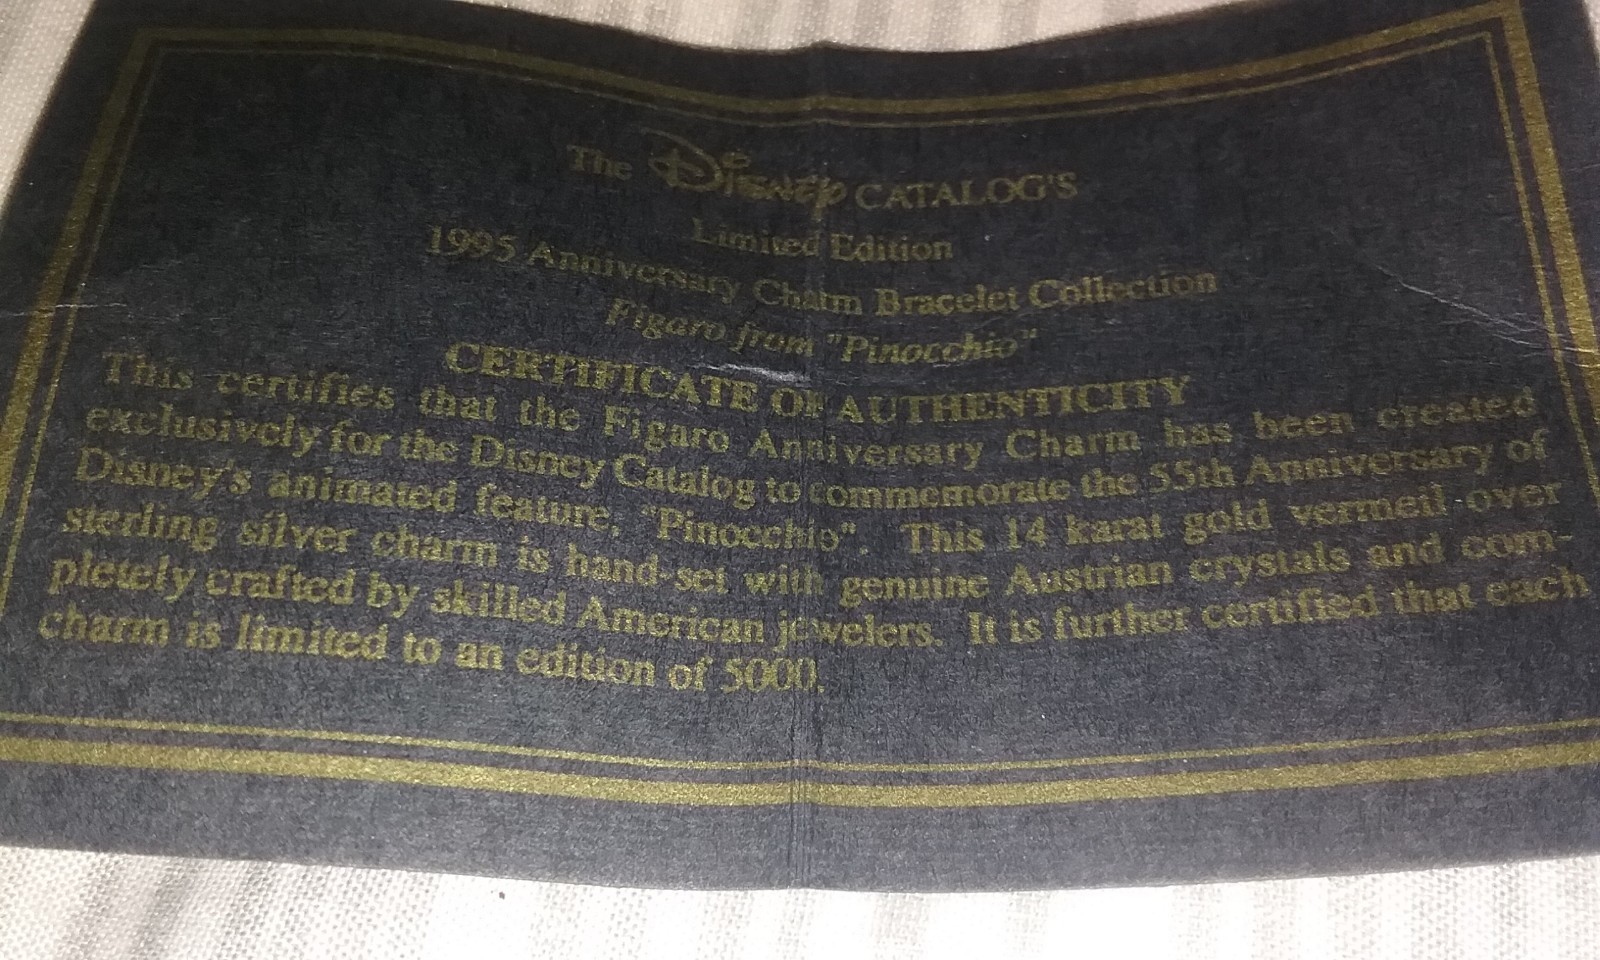 The Disney CATALOG'S
Limited Edition
1995 Anniversary Charm Bracelet Collection
Figaro from "Pinocchio"
CERTIFICATE OF AUTHENTICITY
This certifies that the Figaro Anniversary Charm has been created
exclusively for the Disney Catalog to commemorate the 55th Anniversary of
Disney's animated feature, "Pinocchio". This 14 karat gold vermeil over
sterling silver charm is hand-set with genuine Austrian crystals and com-
pletely crafted by skilled American jewelers. It is further certified that each
charm is limited to an edition of 5000.